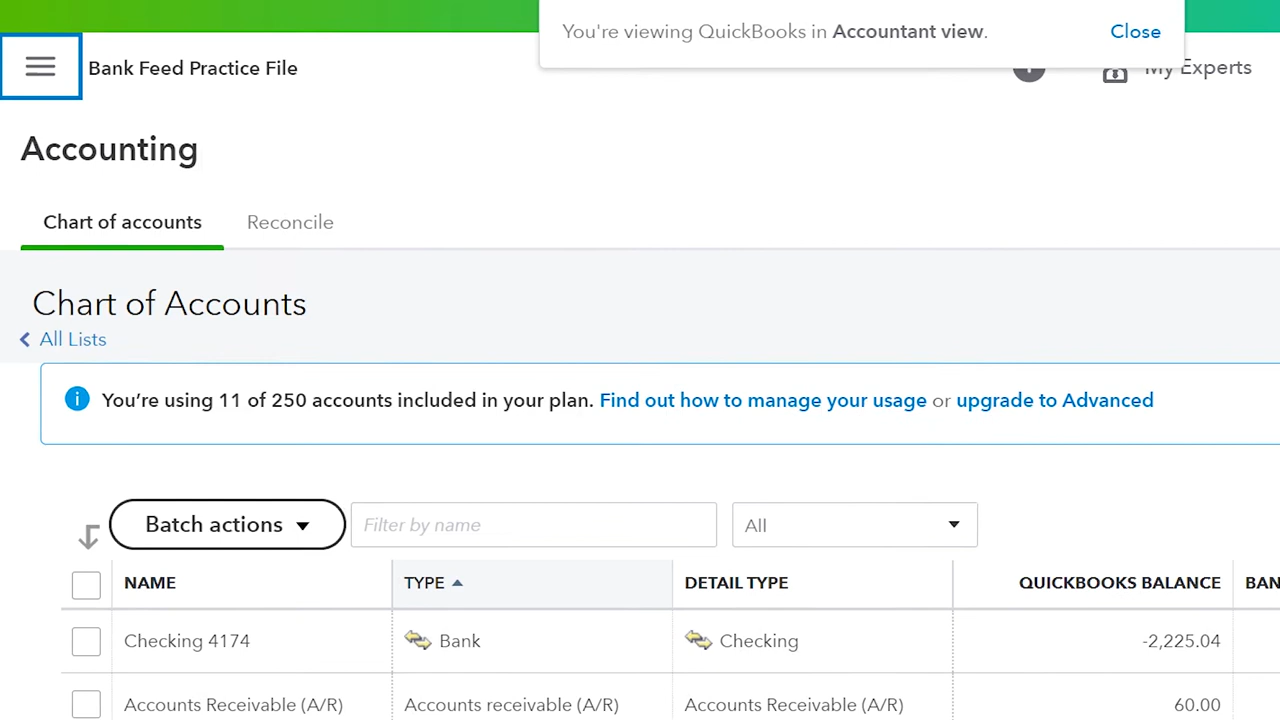 You're viewing QuickBooks in Accountant view. Close
Bank Feed Practice File
My Experts
Accounting
Chart of accounts Reconcile
Chart of Accounts
All Lists
You’re using 11 of 250 accounts included in your plan. Find out how to manage your usage or upgrade to Advanced
Batch actions Filter by name All
NAME TYPE DETAIL TYPE QUICKBOOKS BALANCE BAN
Checking 4174 Bank Checking -2,225.04
Accounts Receivable (A/R) Accounts receivable (A/R) Accounts Receivable (A/R) 60.00